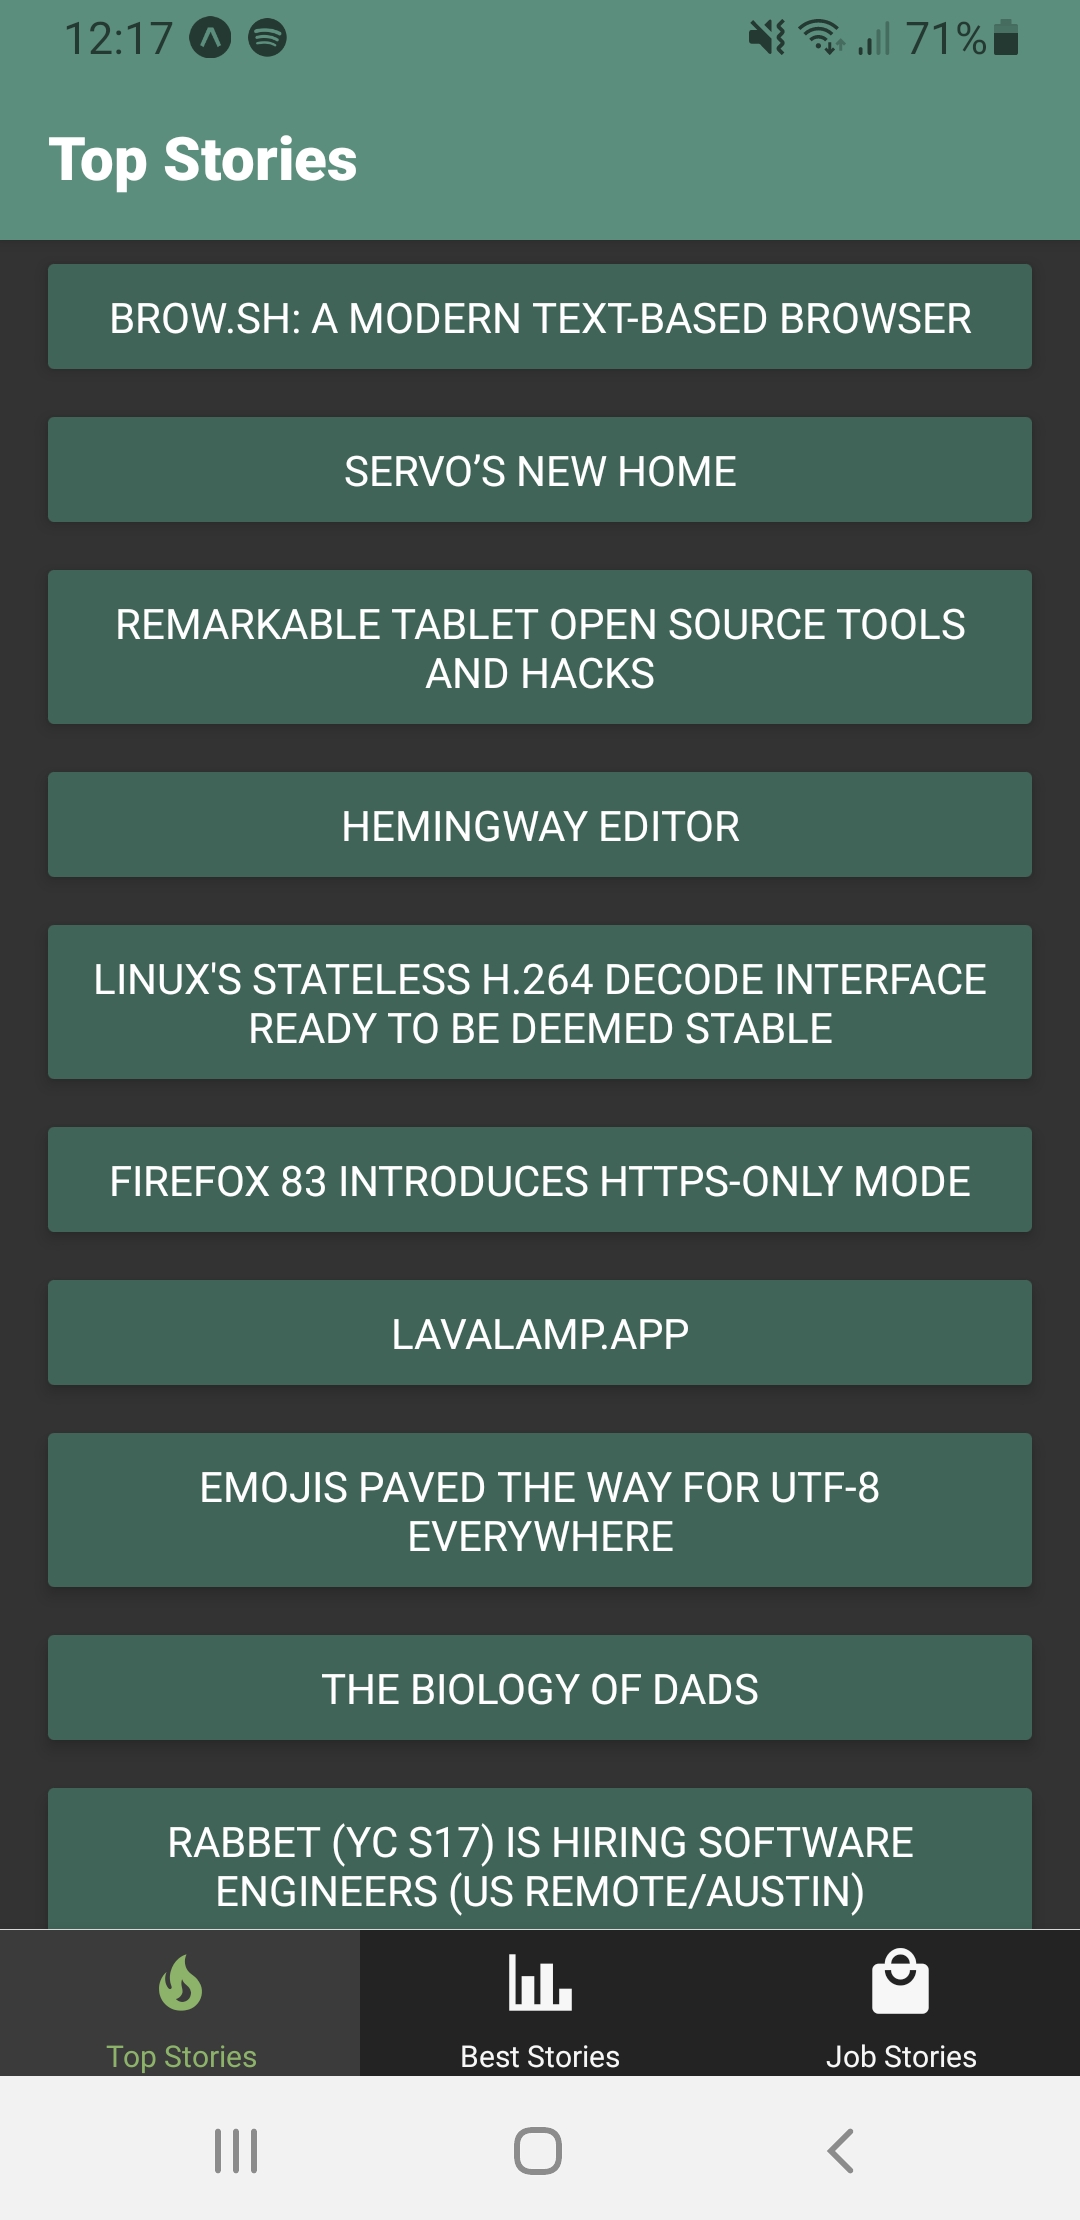 12:17
71%
Top Stories
BROW.SH: A MODERN TEXT-BASED BROWSER
SERVO’S NEW HOME
REMARKABLE TABLET OPEN SOURCE TOOLS
AND HACKS
HEMINGWAY EDITOR
LINUX'S STATELESS H.264 DECODE INTERFACE
READY TO BE DEEMED STABLE
FIREFOX 83 INTRODUCES HTTPS-ONLY MODE
LAVALAMP.APP
EMOJIS PAVED THE WAY FOR UTF-8
EVERYWHERE
THE BIOLOGY OF DADS
RABBET (YC S17) IS HIRING SOFTWARE
ENGINEERS (US REMOTE/AUSTIN)
Top Stories
Best Stories
Job Stories